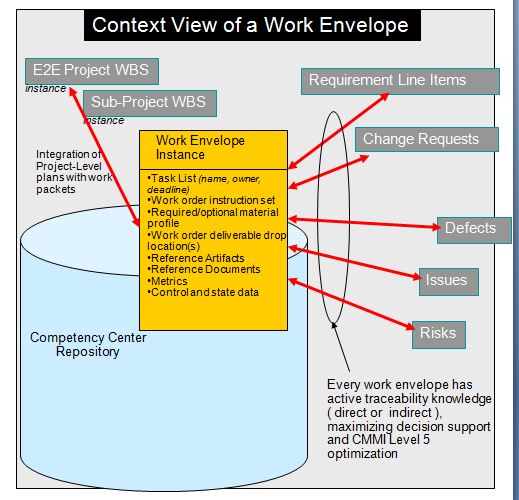 Context View of a Work Envelope
E2E Project WBS
instance
Sub-Project WBS
instance
Requirement Line Items
Change Requests
Integration of
Project-Level
plans with work
packets
Work Envelope
Instance
•Task List (name, owner,
deadline)
•Work order instruction set
•Required/optional material
profile
•Work order deliverable drop
location(s)
•Reference Artifacts
•Reference Documents
•Metrics
•Control and state data
Defects
Issues
Risks
Competency Center
Repository
Every work envelope has
active traceability knowledge
( direct or indirect ),
maximizing decision support
and CMMI Level 5
optimization